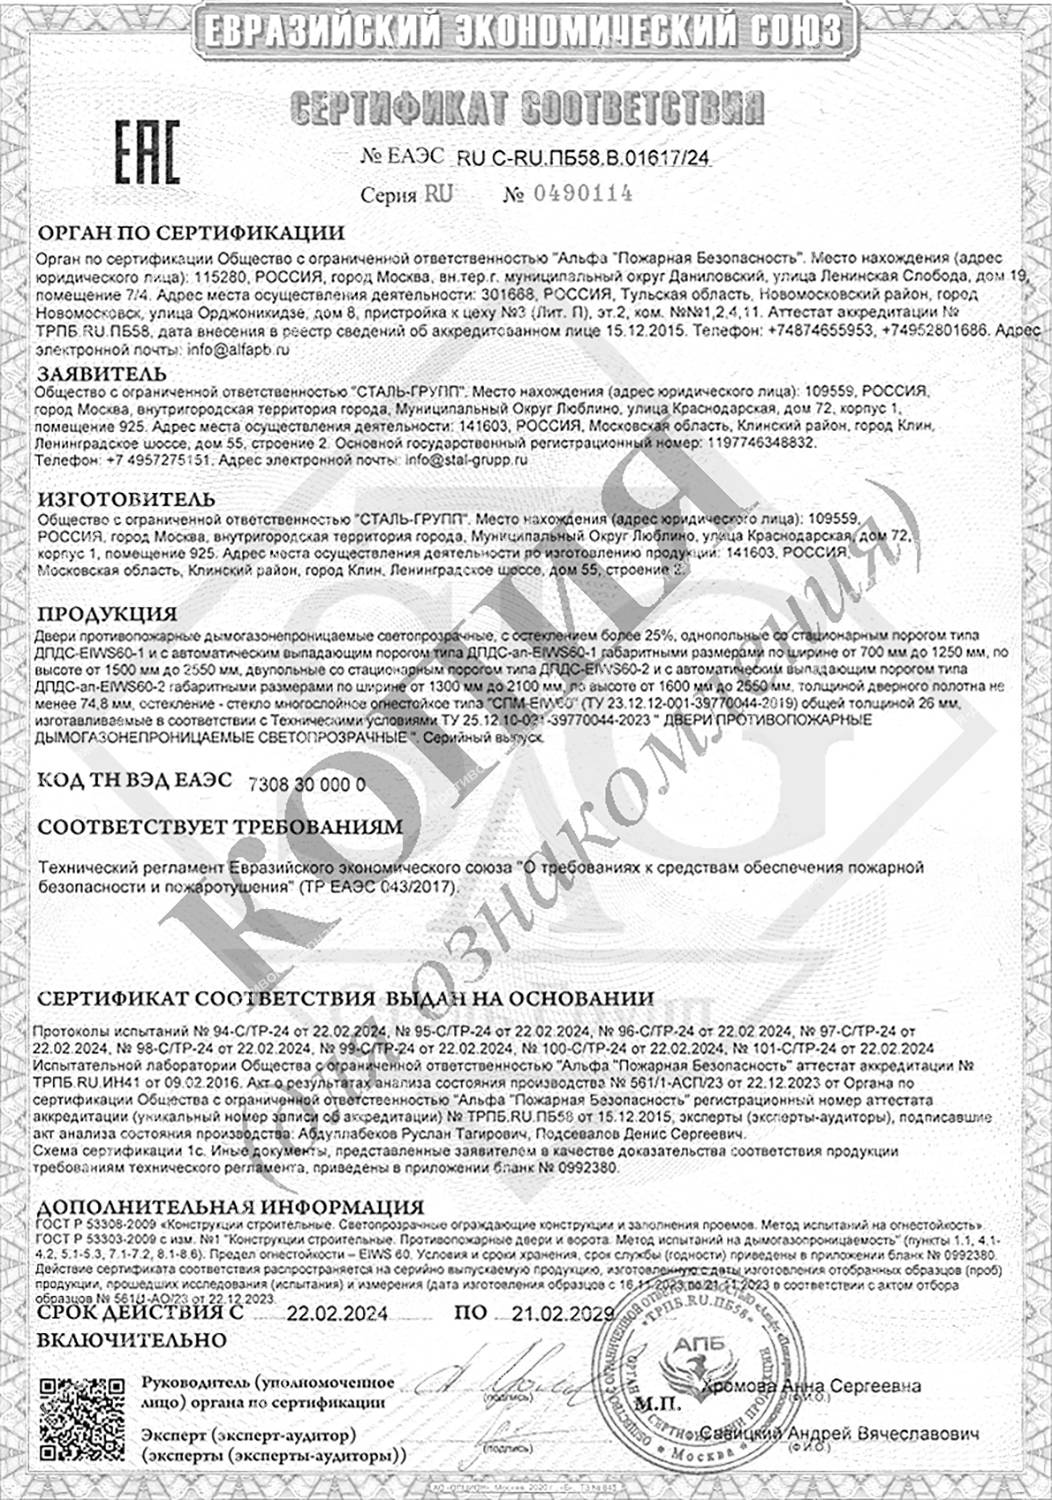 ЕВРАЗИЙСКИЙ ЭКОНОМИЧЕСКИЙ СОЮЗ
СЕРТИФИКАТ СООТВЕТСТВИЯ
ЕАС
№ ЕАЭС RU C-RU.ПБ58.В.01617/24
Серия RU № 0490114
ОРГАН ПО СЕРТИФИКАЦИИ
Орган по сертификации Общество с ограниченной ответственностью "Альфа "Пожарная Безопасность". Место нахождения (адрес
юридического лица): 115280, РОССИЯ, город Москва, вн.тер.г. муниципальный округ Даниловский, улица Ленинская Слобода, дом 19,
помещение 7/4. Адрес места осуществления деятельности: 301668, РОССИЯ, Тульская область, Новомосковский район, город
Новомосковск, улица Орджоникидзе, дом 8, пристройка к цеху №3 (Лит. П), эт.2, ком. №№1,2,4,11. Аттестат аккредитации №
ТРПБ.RU.ПБ58, дата внесения в реестр сведений об аккредитованном лице 15.12.2015. Телефон: +74874655953, +74952801686. Адрес
электронной почты: info@alfapb.ru
ЗАЯВИТЕЛЬ
Общество с ограниченной ответственностью "СТАЛЬ-ГРУПП". Место нахождения (адрес юридического лица): 109559, РОССИЯ,
город Москва, внутригородская территория города, Муниципальный Округ Люблино, улица Краснодарская, дом 72, корпус 1,
помещение 925. Адрес места осуществления деятельности: 141603, РОССИЯ, Московская область, Клинский район, город Клин,
Ленинградское шоссе, дом 55, строение 2. Основной государственный регистрационный номер: 1197746348832.
Телефон: +7 4957275151. Адрес электронной почты: info@stal-grupp.ru
ИЗГОТОВИТЕЛЬ
Общество с ограниченной ответственностью "СТАЛЬ-ГРУПП". Место нахождения (адрес юридического лица): 109559,
РОССИЯ, город Москва, внутригородская территория города, Муниципальный Округ Люблино, улица Краснодарская, дом 72,
корпус 1, помещение 925. Адрес места осуществления деятельности по изготовлению продукции: 141603, РОССИЯ,
Московская область, Клинский район, город Клин, Ленинградское шоссе, дом 55, строение 2.
ПРОДУКЦИЯ
Двери противопожарные дымогазонепроницаемые светопрозрачные, с остеклением более 25%, однопольные со стационарным порогом типа
ДПДС-EIWS60-1 и с автоматическим выпадающим порогом типа ДПДС-ап-EIWS60-1 габаритными размерами по ширине от 700 мм до 1250 мм, по
высоте от 1500 мм до 2550 мм, двупольные со стационарным порогом типа ДПДС-EIWS60-2 и с автоматическим выпадающим порогом типа
ДПДС-ап-EIWS60-2 габаритными размерами по ширине от 1300 мм до 2100 мм, по высоте от 1600 мм до 2550 мм, толщиной дверного полотна не
менее 74,8 мм, остекление - стекло многослойное огнестойкое типа "СПМ-EIW60" (ТУ 23.12.12-001-39770044-2019) общей толщиной 26 мм,
изготавливаемые в соответствии с Техническими условиями ТУ 25.12.10-021-39770044-2023 " ДВЕРИ ПРОТИВОПОЖАРНЫЕ
ДЫМОГАЗОНЕПРОНИЦАЕМЫЕ СВЕТОПРОЗРАЧНЫЕ ". Серийный выпуск.
КОД ТН ВЭД ЕАЭС 7308 30 000 0
СООТВЕТСТВУЕТ ТРЕБОВАНИЯМ
Технический регламент Евразийского экономического союза "О требованиях к средствам обеспечения пожарной
безопасности и пожаротушения" (ТР ЕАЭС 043/2017).
КОПИЯ
(для ознакомления)
СЕРТИФИКАТ СООТВЕТСТВИЯ ВЫДАН НА ОСНОВАНИИ
Протоколы испытаний № 94-С/ТР-24 от 22.02.2024, № 95-С/ТР-24 от 22.02.2024, № 96-С/ТР-24 от 22.02.2024, № 97-С/ТР-24 от
22.02.2024, № 98-С/ТР-24 от 22.02.2024, № 99-С/ТР-24 от 22.02.2024, № 100-С/ТР-24 от 22.02.2024, № 101-С/ТР-24 от 22.02.2024
Испытательной лаборатории Общества с ограниченной ответственностью "Альфа "Пожарная Безопасность" аттестат аккредитации №
ТРПБ.RU.ИН41 от 09.02.2016. Акт о результатах анализа состояния производства № 561/1-АСП/23 от 22.12.2023 от Органа по
сертификации Общества с ограниченной ответственностью "Альфа "Пожарная Безопасность" регистрационный номер аттестата
аккредитации (уникальный номер записи об аккредитации) № ТРПБ.RU.ПБ58 от 15.12.2015, эксперты (эксперты-аудиторы), подписавшие
акт анализа состояния производства: Абдуллабеков Руслан Тагирович, Подсевалов Денис Сергеевич.
Схема сертификации 1с. Иные документы, представленные заявителем в качестве доказательства соответствия продукции
требованиям технического регламента, приведены в приложении бланк № 0992380.
ДОПОЛНИТЕЛЬНАЯ ИНФОРМАЦИЯ
ГОСТ Р 53308-2009 «Конструкции строительные. Светопрозрачные ограждающие конструкции и заполнения проемов. Метод испытаний на огнестойкость».
ГОСТ Р 53303-2009 с изм. №1 "Конструкции строительные. Противопожарные двери и ворота. Метод испытаний на дымогазопроницаемость" (пункты 1.1, 4.1-
4.2, 5.1-5.3, 7.1-7.2, 8.1-8.6). Предел огнестойкости – EIWS 60. Условия и сроки хранения, срок службы (годности) приведены в приложении бланк № 0992380.
Действие сертификата соответствия распространяется на серийно выпускаемую продукцию, изготовленную с даты изготовления отобранных образцов (проб)
продукции, прошедших исследования (испытания) и измерения (дата изготовления образцов с 16.11.2023 по 21.11.2023 в соответствии с актом отбора
образцов № 561/1-АО/23 от 22.12.2023.
СРОК ДЕЙСТВИЯ С 22.02.2024 ПО 21.02.2029
ВКЛЮЧИТЕЛЬНО
Руководитель (уполномоченное
лицо) органа по сертификации
(подпись)
М.П.
Хромова Анна Сергеевна
(Ф.И.О.)
Эксперт (эксперт-аудитор)
(эксперты (эксперты-аудиторы))
(подпись)
Савицкий Андрей Вячеславович
(Ф.И.О.)
ТРПБ.RU.ПБ58
АПБ
Москва